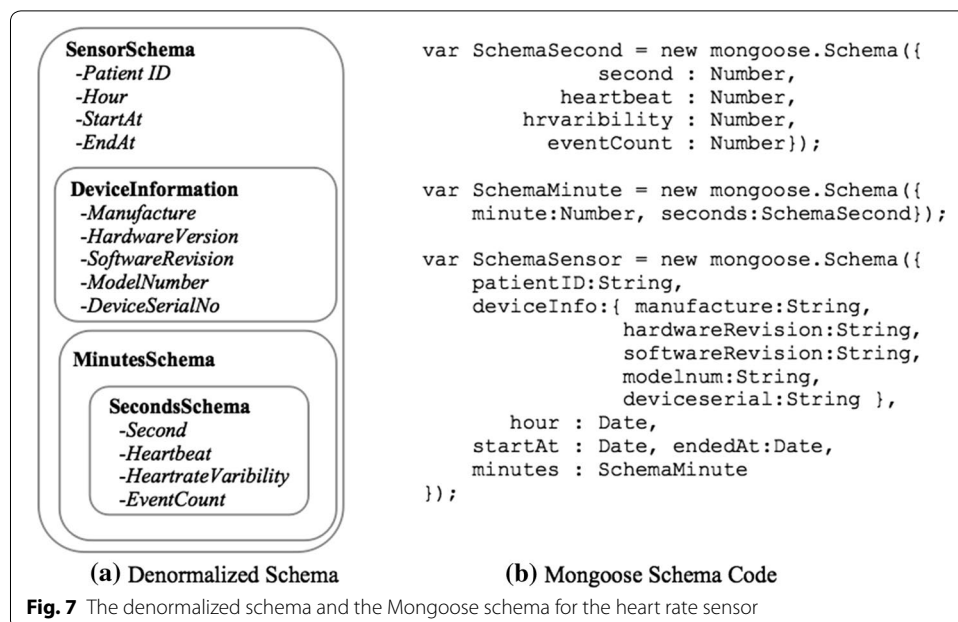 SensorSchema
-Patient ID
-Hour
-StartAt
-EndAt
DeviceInformation
-Manufacture
-HardwareVersion
-SoftwareRevision
-ModelNumber
-DeviceSerialNo
MinutesSchema
SecondsSchema
-Second
-Heartbeat
-HeartrateVaribility
-EventCount
(a) Denormalized Schema
var SchemaSecond = new mongoose.Schema({
second : Number,
heartbeat : Number,
hrvaribility : Number,
eventCount : Number});
var SchemaMinute = new mongoose.Schema({
minute:Number, seconds:SchemaSecond});
var SchemaSensor = new mongoose.Schema({
patientID:String,
deviceInfo:{ manufacture:String,
hardwareRevision:String,
softwareRevision:String,
modelnum:String,
deviceserial:String },
hour : Date,
startAt : Date, endedAt:Date,
minutes : SchemaMinute
});
(b) Mongoose Schema Code
Fig. 7 The denormalized schema and the Mongoose schema for the heart rate sensor